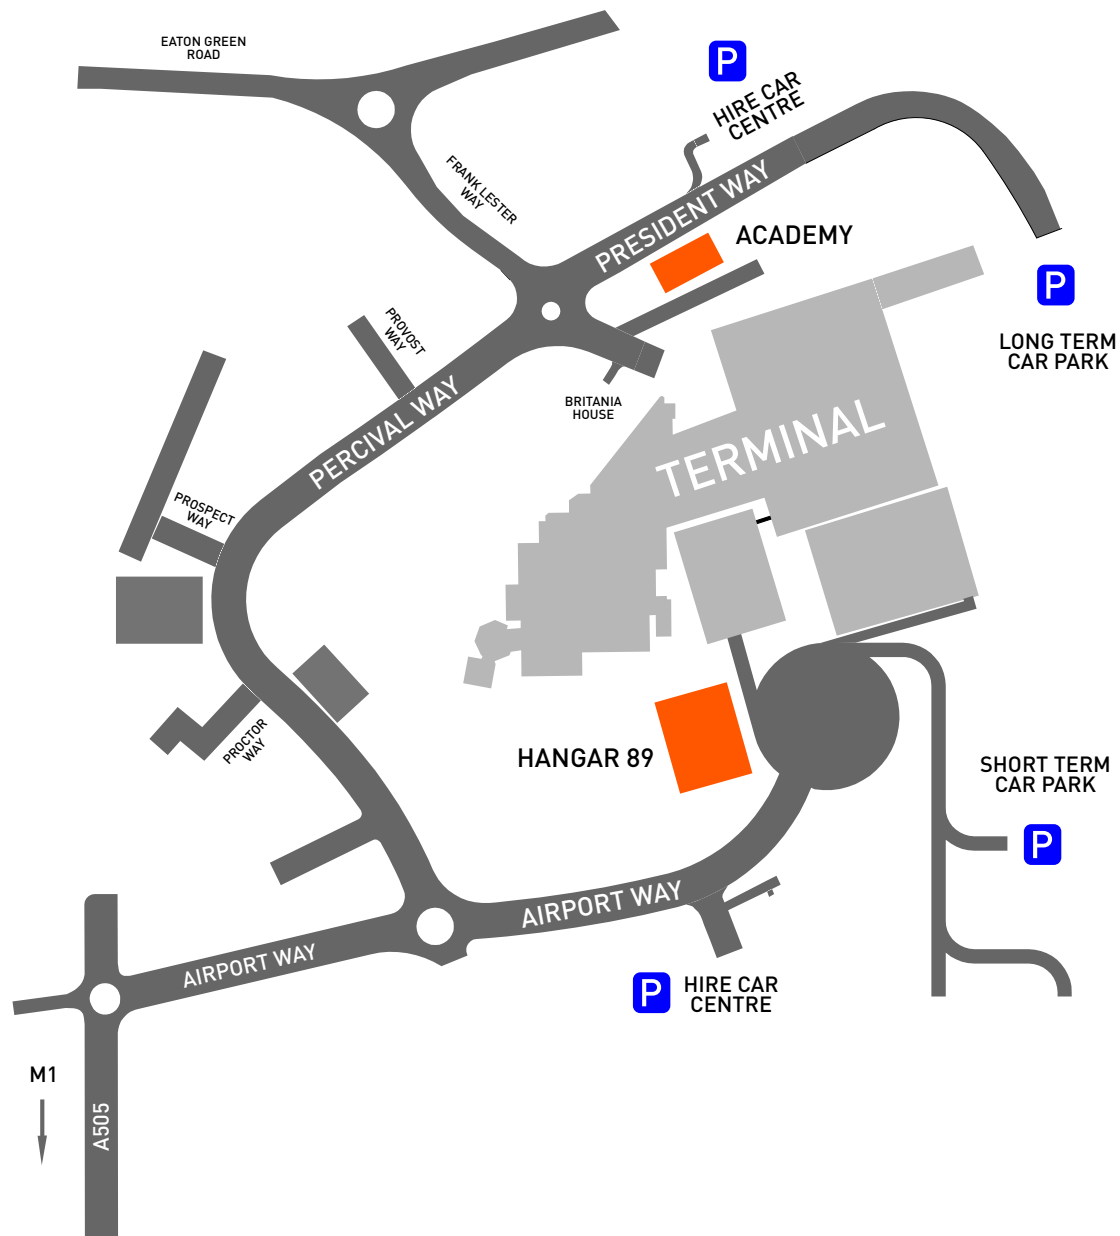 EATON GREEN
ROAD
P
HIRE CAR
CENTRE
FRANK LESTER
WAY
PRESIDENT WAY
ACADEMY
P
LONG TERM
CAR PARK
PROVOST
WAY
PERCIVAL WAY
BRITANIA
HOUSE
TERMINAL
PROSPECT
WAY
PROCTOR
WAY
HANGAR 89
SHORT TERM
CAR PARK
P
AIRPORT WAY
AIRPORT WAY
P
HIRE CAR
CENTRE
M1
A505